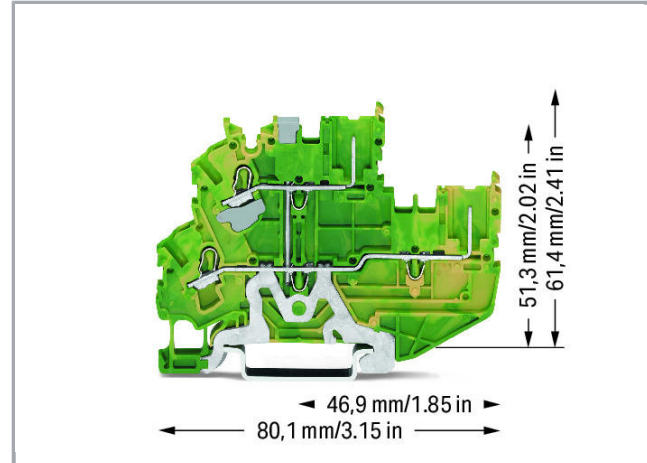 51,3 mm/2.02 in
61,4 mm/2.41 in
46,9 mm/1.85 in
80,1 mm/3.15 in